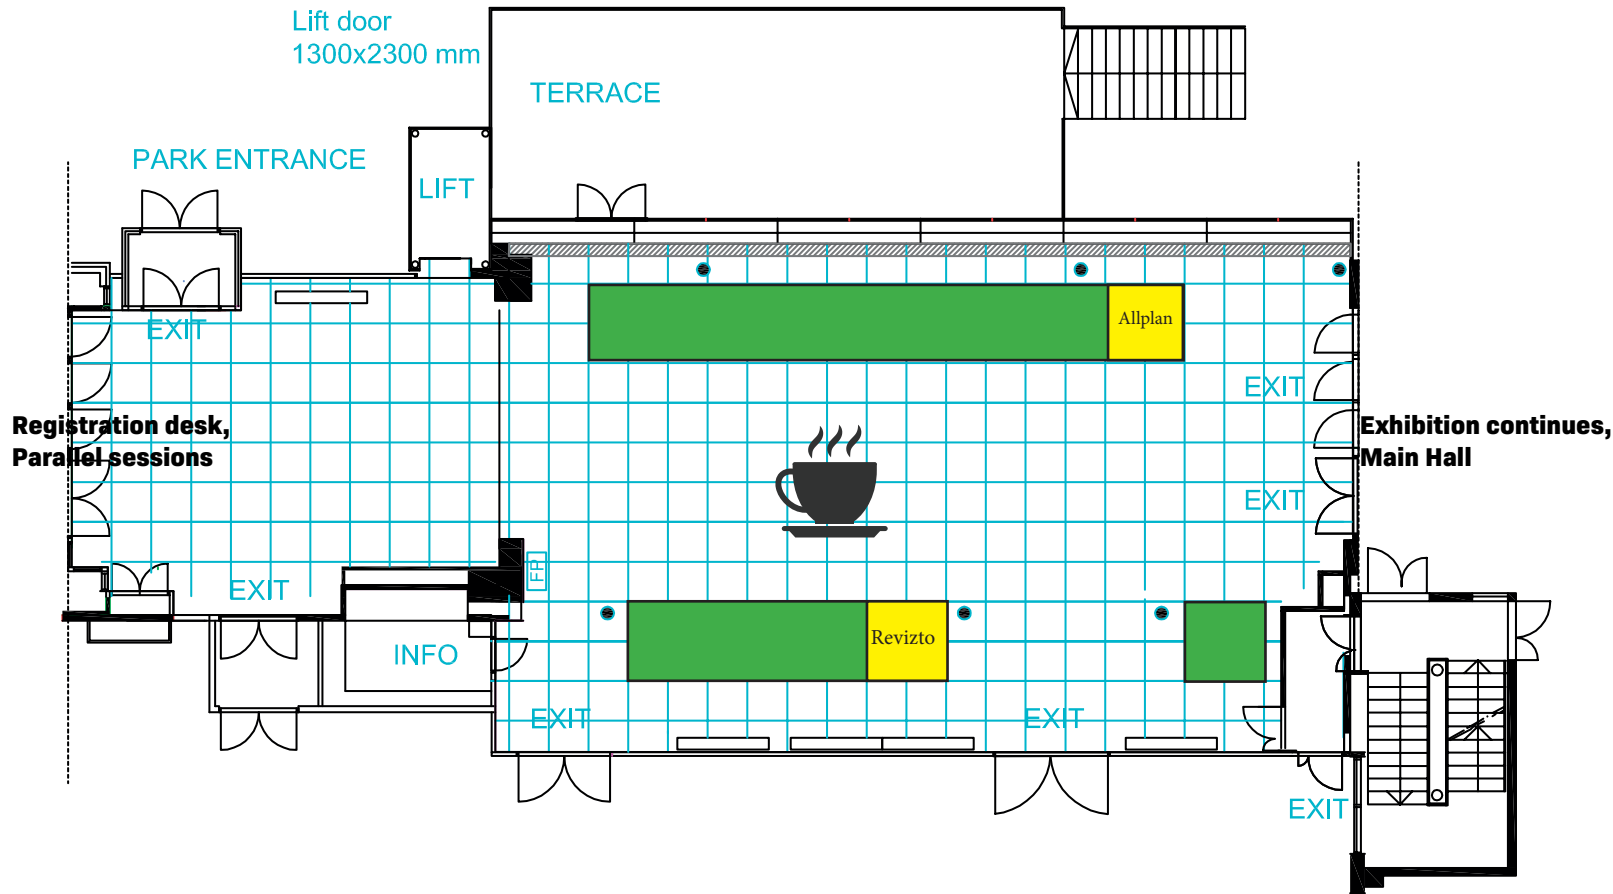 Lift door
1300x2300 mm
TERRACE
PARK ENTRANCE
LIFT
EXIT
Allplan
EXIT
Registration desk,
Parallel sessions
Exhibition continues,
Main Hall
EXIT
FP
EXIT
INFO
Revizto
EXIT
EXIT
EXIT